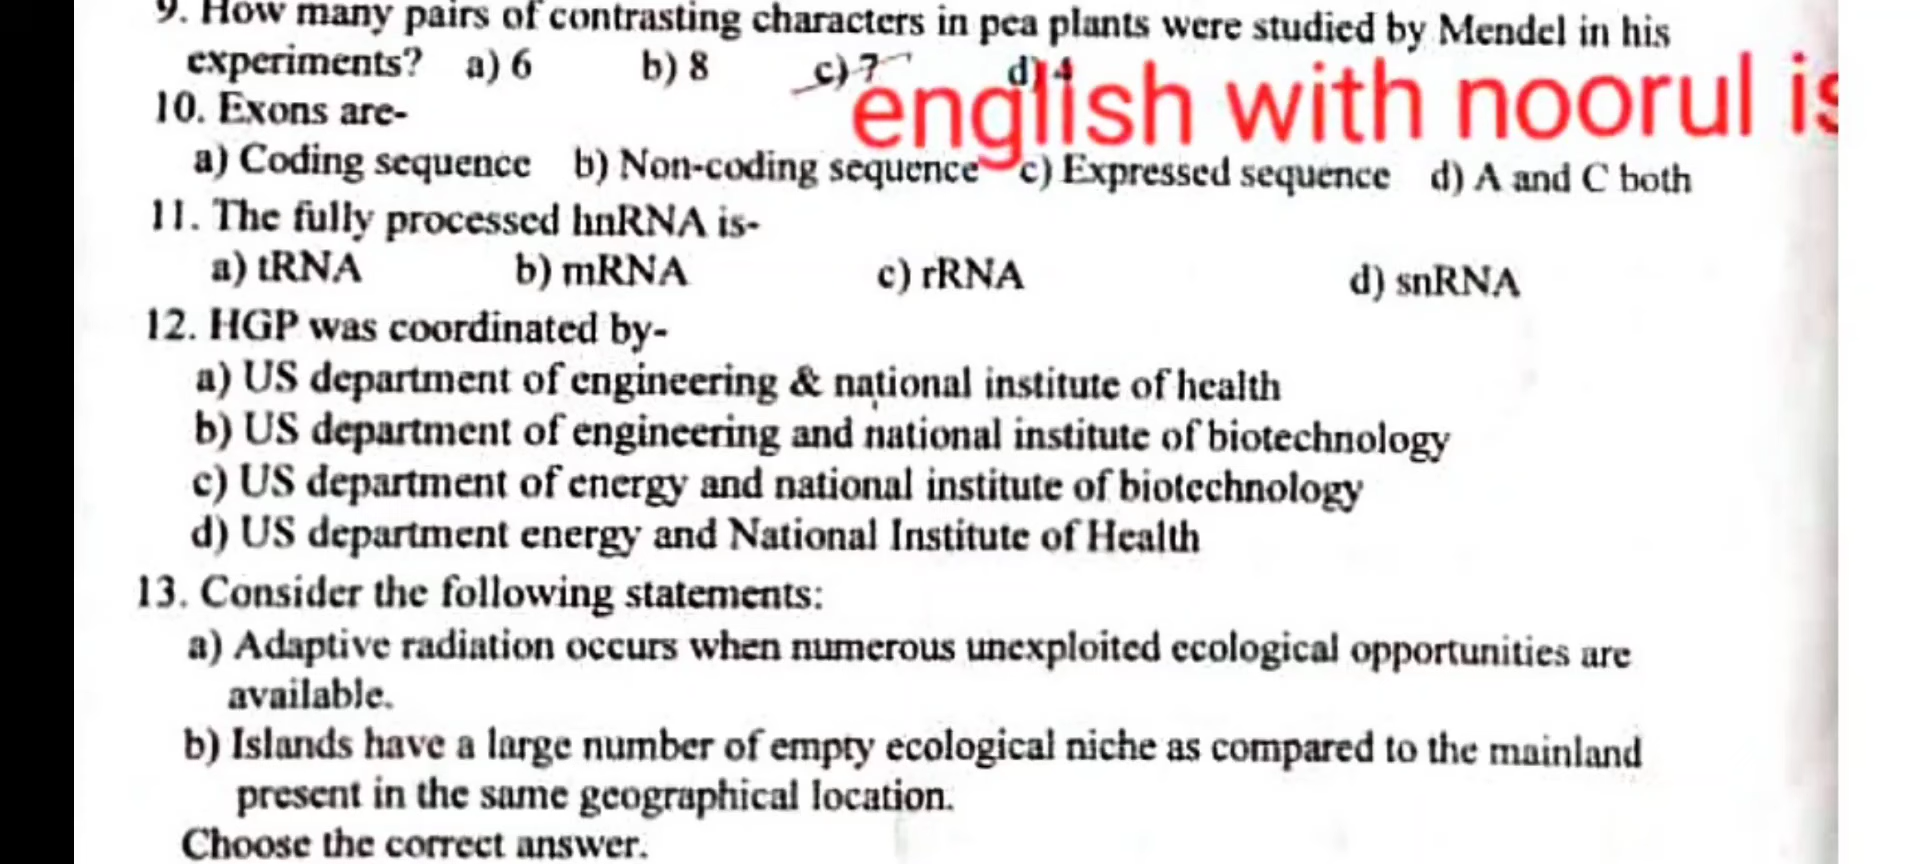 9. How many pairs of contrasting characters in pea plants were studied by Mendel in his
experiments? a) 6 b) 8 c) 7 d) 4
english with noorul is
10. Exons are-
a) Coding sequence b) Non-coding sequence c) Expressed sequence d) A and C both
11. The fully processed hnRNA is-
a) tRNA b) mRNA c) rRNA d) snRNA
12. HGP was coordinated by-
a) US department of engineering & national institute of health
b) US department of engineering and national institute of biotechnology
c) US department of energy and national institute of biotechnology
d) US department energy and National Institute of Health
13. Consider the following statements:
a) Adaptive radiation occurs when numerous unexploited ecological opportunities are
available.
b) Islands have a large number of empty ecological niche as compared to the mainland
present in the same geographical location.
Choose the correct answer.